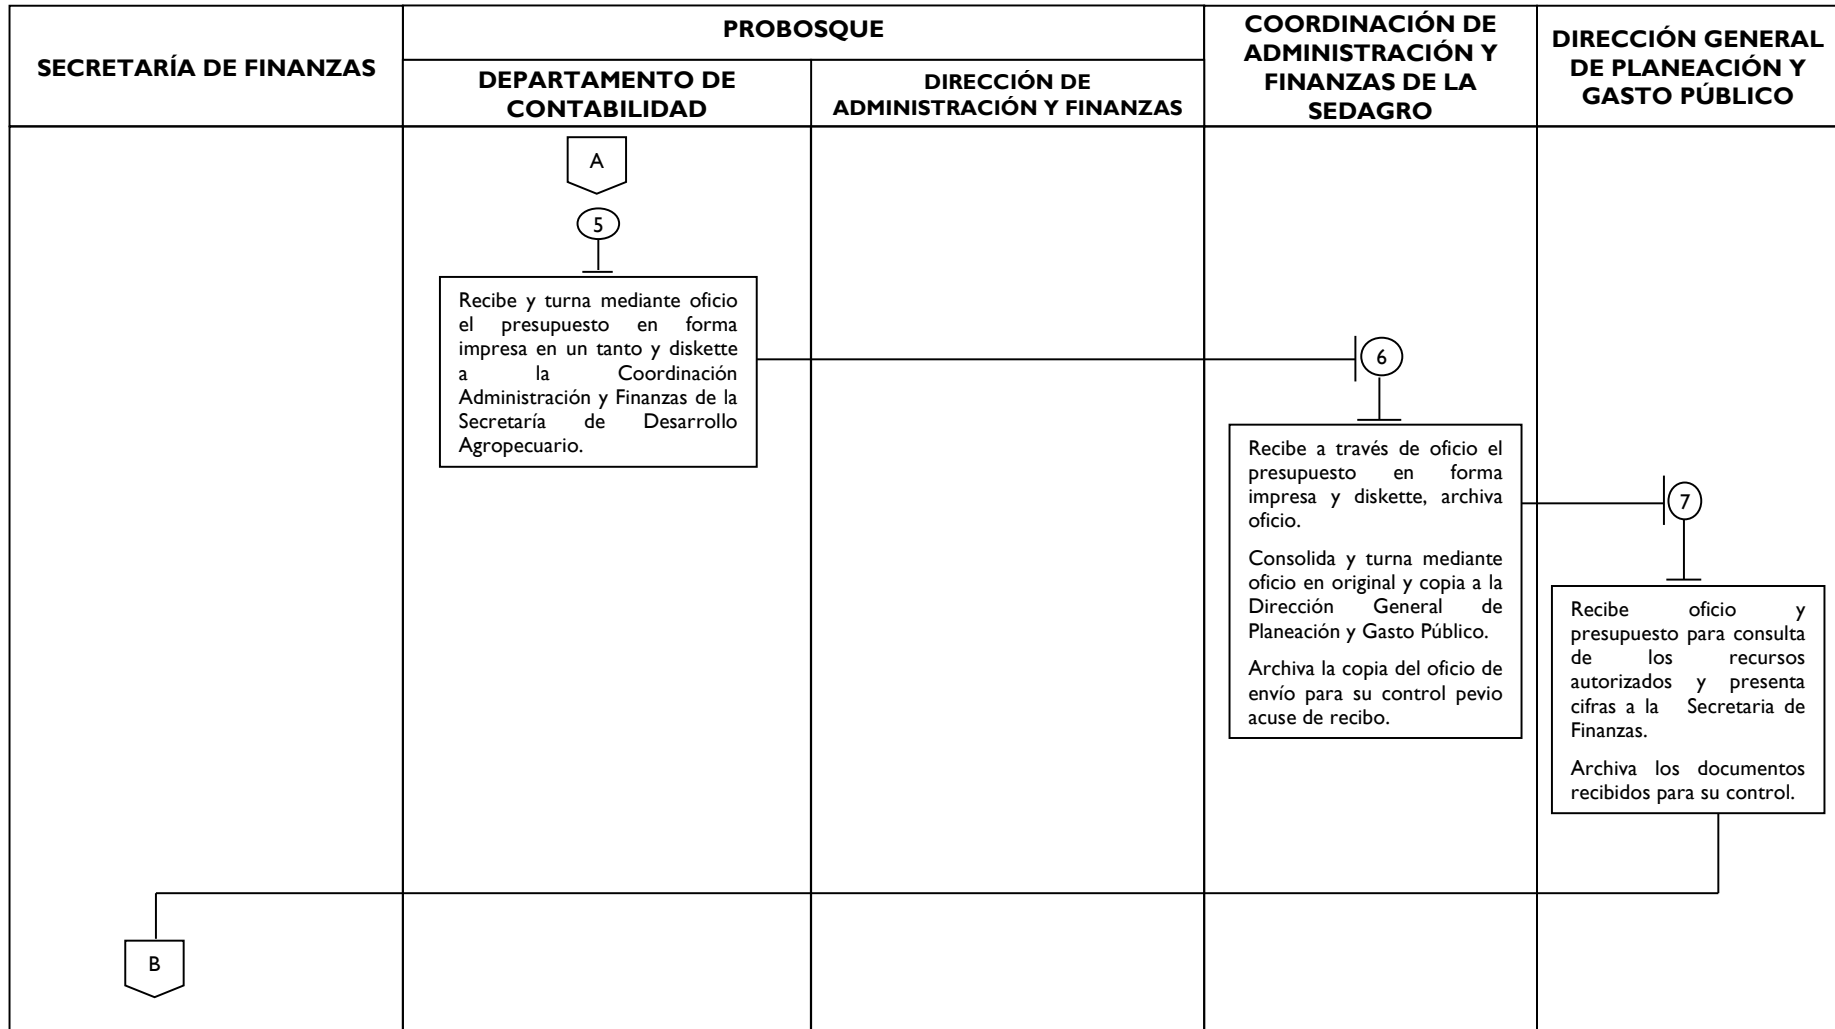 SECRETARÍA DE FINANZAS
PROBOSQUE
DEPARTAMENTO DE
CONTABILIDAD
DIRECCIÓN DE
ADMINISTRACIÓN Y FINANZAS
COORDINACIÓN DE
ADMINISTRACIÓN Y
FINANZAS DE LA
SEDAGRO
DIRECCIÓN GENERAL
DE PLANEACIÓN Y
GASTO PÚBLICO
A
5
Recibe y turna mediante oficio
el presupuesto en forma
impresa en un tanto y diskette
a la Coordinación
Administración y Finanzas de la
Secretaría de Desarrollo
Agropecuario.
6
Recibe a través de oficio el
presupuesto en forma
impresa y diskette, archiva
oficio.
Consolida y turna mediante
oficio en original y copia a la
Dirección General de
Planeación y Gasto Público.
Archiva la copia del oficio de
envío para su control pevio
acuse de recibo.
7
Recibe oficio y
presupuesto para consulta
de los recursos
autorizados y presenta
cifras a la Secretaria de
Finanzas.
Archiva los documentos
recibidos para su control.
B